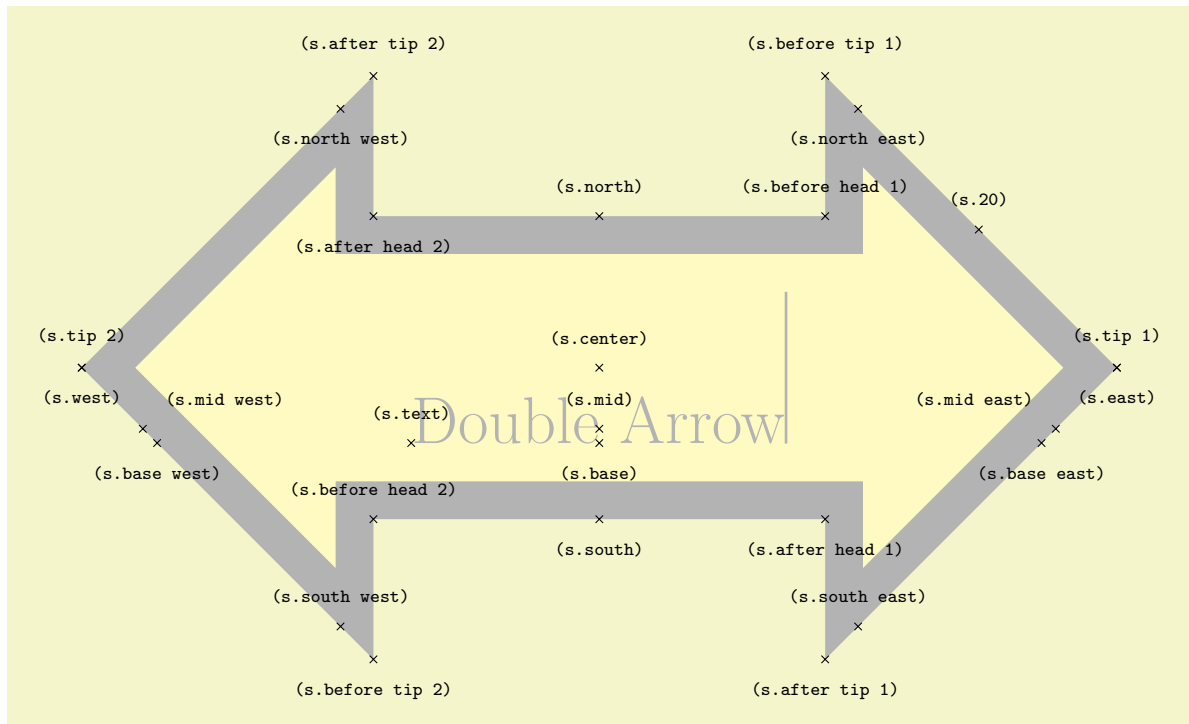 (s.after tip 2) (s.before tip 1)
(s.north west) (s.north east)
(s.north) (s.before head 1)
(s.20)
(s.after head 2)
(s.tip 2) (s.center) (s.tip 1)
(s.west) (s.mid west) (s.mid) (s.mid east) (s.east)
(s.text)
Double Arrow
(s.base west) (s.base) (s.base east)
(s.before head 2)
(s.south) (s.after head 1)
(s.south west) (s.south east)
(s.before tip 2) (s.after tip 1)